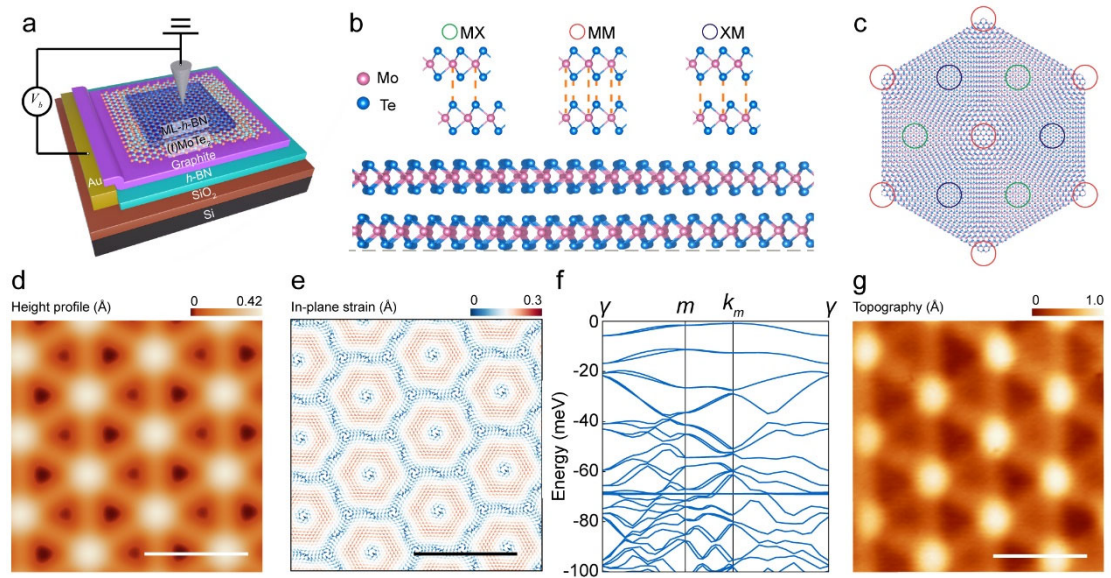 a
V_b
ML-h-BN
(t)MoTe₂
Graphite
Au
h-BN
SiO₂
Si
b
MX
MM
XM
Mo
Te
c
d
Height profile (Å)
0
0.42
e
In-plane strain (Å)
0
0.3
f
γ
m
k_m
γ
0
-20
-40
-60
-80
-100
Energy (meV)
g
Topography (Å)
0
1.0